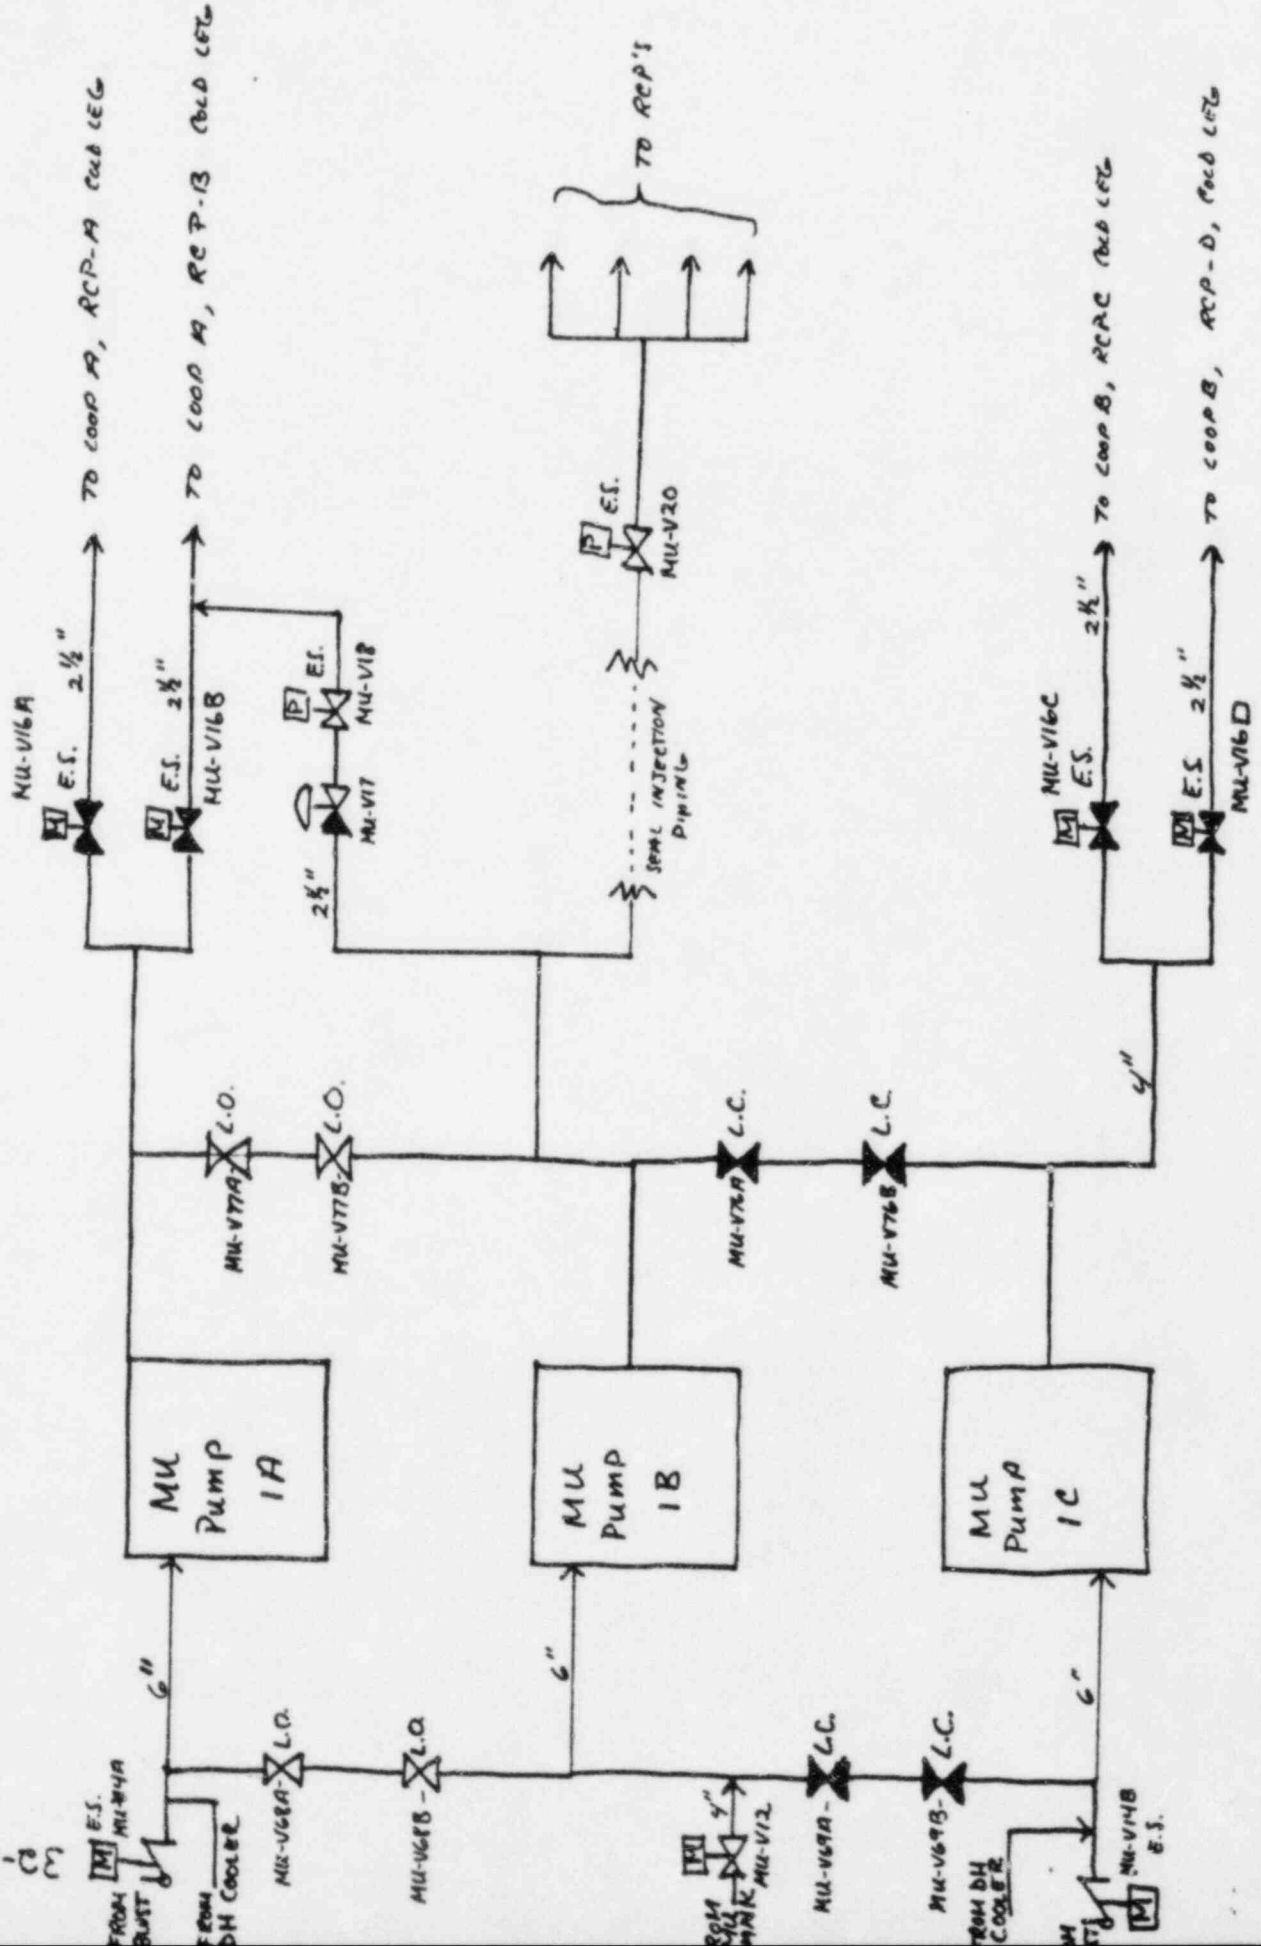 MU-V16A
M
E.S.
2½"
TO LOOP A, RCP-A COLD LEG
M
E.S.
2½"
MU-V16B
TO LOOP A, RCP-B COLD LEG
2½"
MU-V17
P
E.S.
MU-V18
SEAL INJECTION
PIPING
P
E.S.
MU-V20
TO RCP'S
MU-V16C
M
E.S.
2½"
TO LOOP B, RCP-C COLD LEG
M
E.S
2½"
MU-V16D
TO LOOP B, RCP-D, COLD LEG
4"
MU-V77A
L.O.
MU-V77B-
L.O.
MU-V76A
L.C.
MU-V76B
L.C.
MU
PUMP
1A
MU
PUMP
1B
MU
PUMP
1C
6"
6"
6"
M
E.S.
MU-V14A
FROM
BWST
FROM
DH COOLER
MU-V68A-
L.O.
MU-V68B-
L.O.
M
4"
MU-V12
ROM
MU
MU-V69A-
L.C.
MU-V69B-
L.C.
FROM DH
COOLER
M
MU-V14B
E.S.